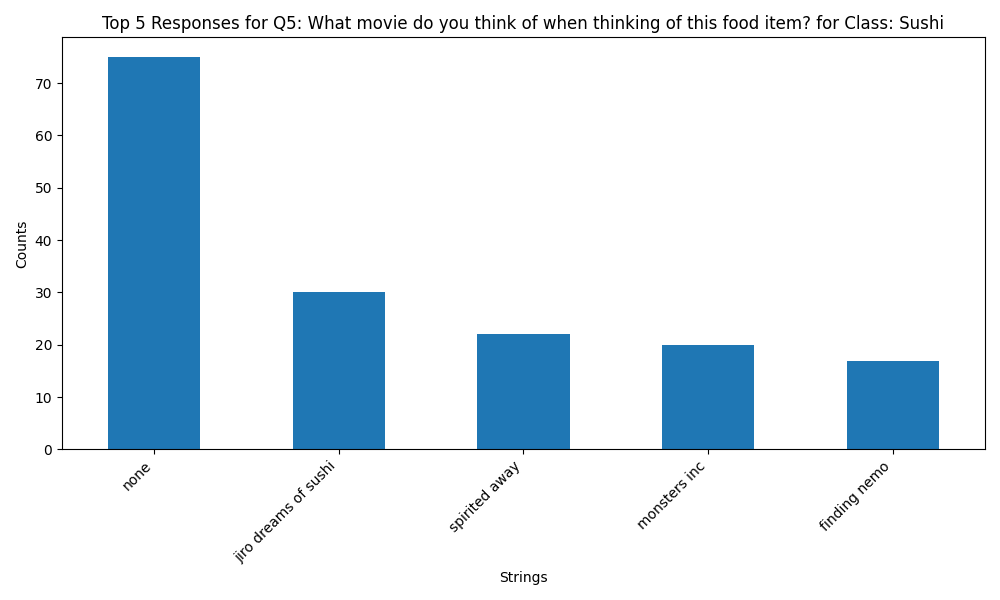 Top 5 Responses for Q5: What movie do you think of when thinking of this food item? for Class: Sushi
Counts
70
60
50
40
30
20
10
0
none
jiro dreams of sushi
spirited away
monsters inc
finding nemo
Strings